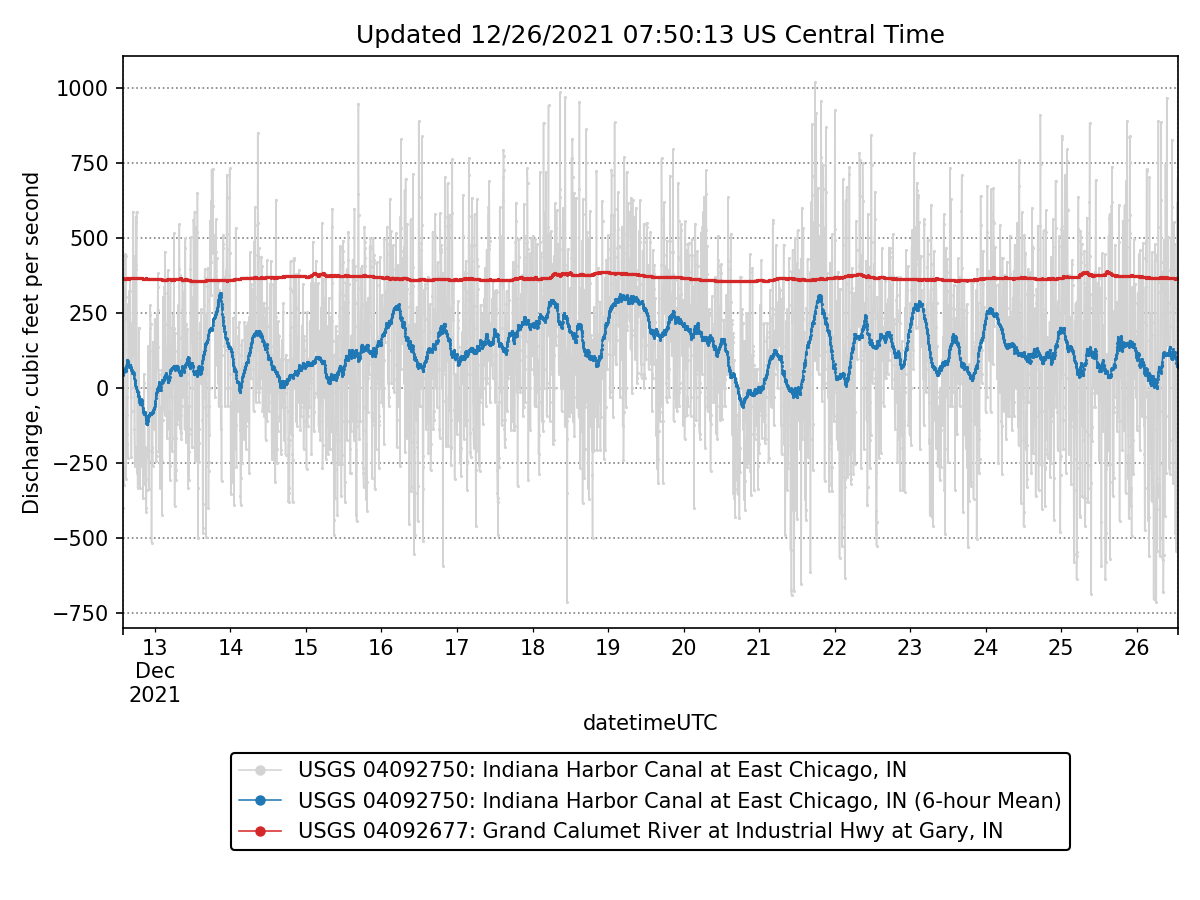 Updated 12/26/2021 07:50:13 US Central Time
Discharge, cubic feet per second
1000
750
500
250
0
−250
−500
−750
13 14 15 16 17 18 19 20 21 22 23 24 25 26
Dec
2021
datetimeUTC
USGS 04092750: Indiana Harbor Canal at East Chicago, IN
USGS 04092750: Indiana Harbor Canal at East Chicago, IN (6-hour Mean)
USGS 04092677: Grand Calumet River at Industrial Hwy at Gary, IN